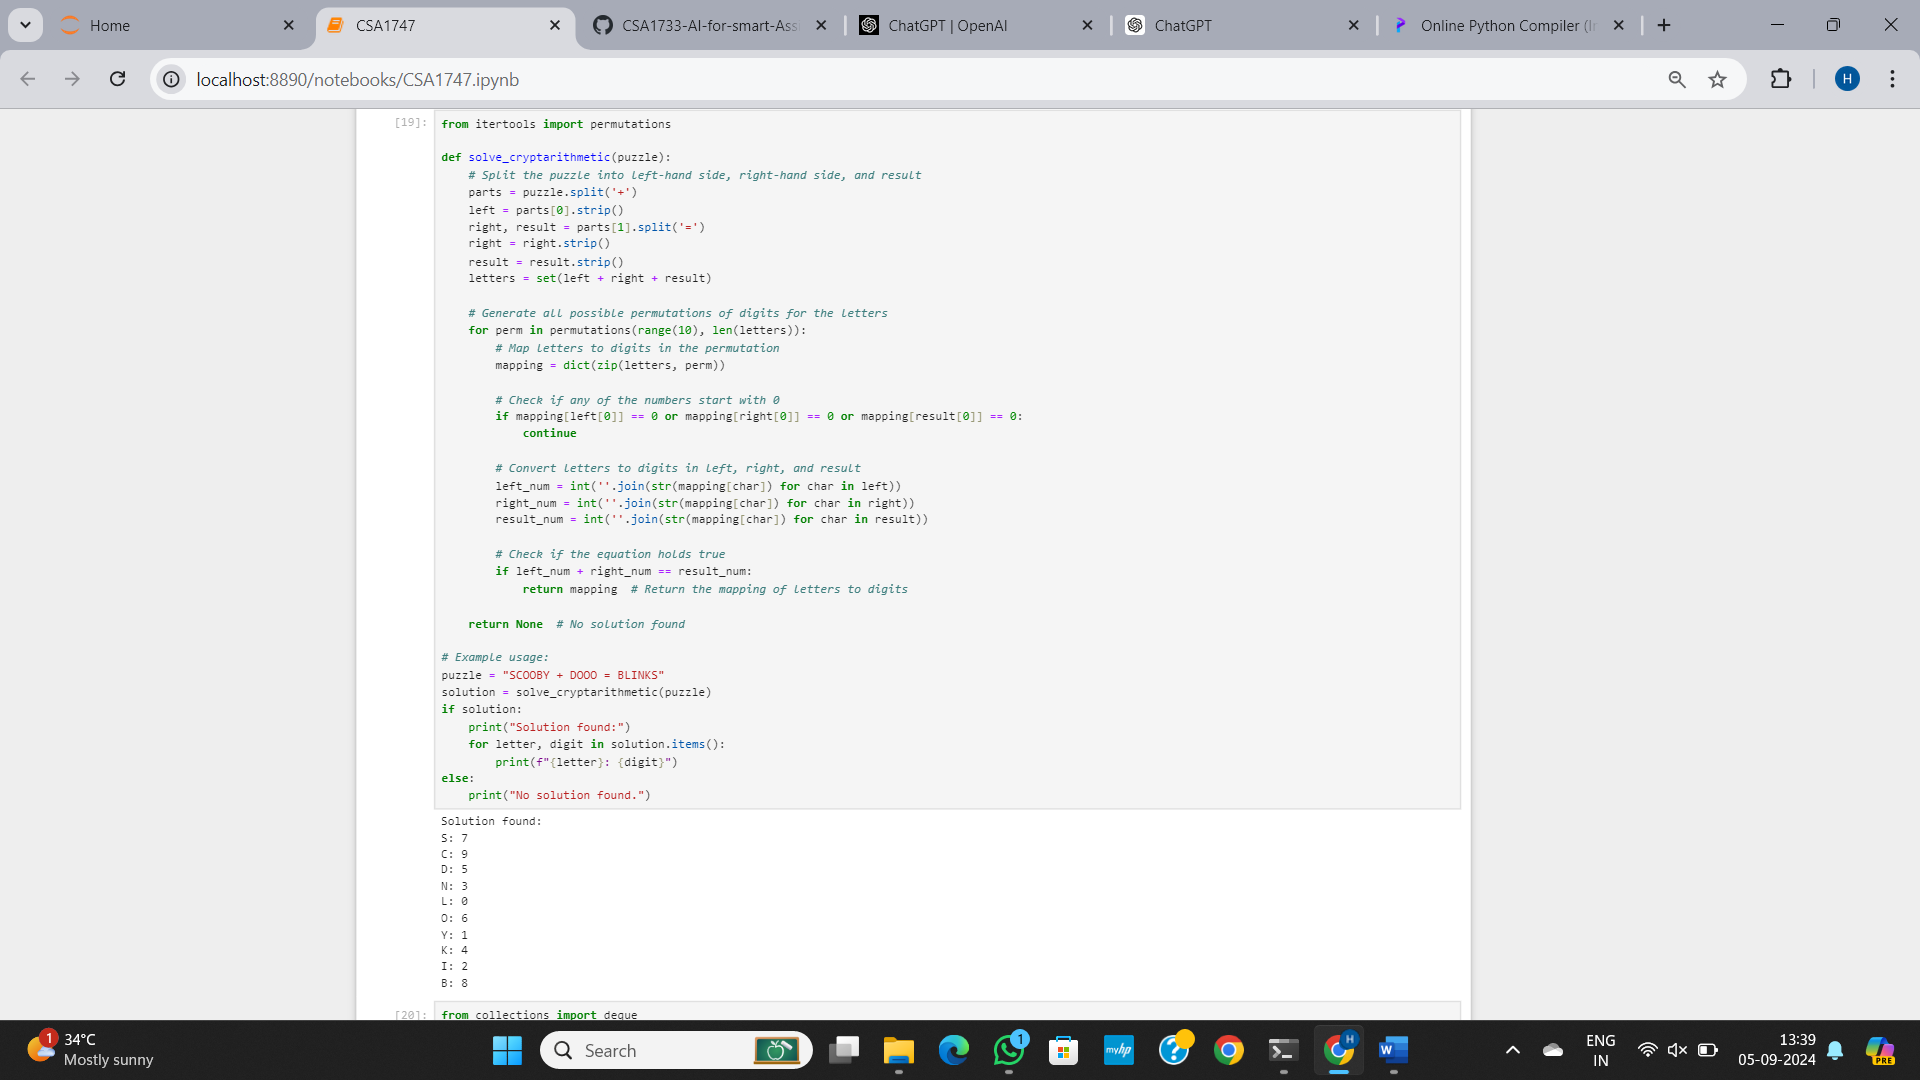 Home
CSA1747
CSA1733-AI-for-smart-Assi
ChatGPT | OpenAI
ChatGPT
Online Python Compiler (In
localhost:8890/notebooks/CSA1747.ipynb
H
[19]:
from itertools import permutations
def solve_cryptarithmetic(puzzle):
# Split the puzzle into left-hand side, right-hand side, and result
parts = puzzle.split('+')
left = parts[0].strip()
right, result = parts[1].split('=')
right = right.strip()
result = result.strip()
letters = set(left + right + result)
# Generate all possible permutations of digits for the letters
for perm in permutations(range(10), len(letters)):
# Map letters to digits in the permutation
mapping = dict(zip(letters, perm))
# Check if any of the numbers start with 0
if mapping[left[0]] == 0 or mapping[right[0]] == 0 or mapping[result[0]] == 0:
continue
# Convert letters to digits in left, right, and result
left_num = int(''.join(str(mapping[char]) for char in left))
right_num = int(''.join(str(mapping[char]) for char in right))
result_num = int(''.join(str(mapping[char]) for char in result))
# Check if the equation holds true
if left_num + right_num == result_num:
return mapping  # Return the mapping of letters to digits
return None  # No solution found
# Example usage:
puzzle = "SCOOBY + DOOO = BLINKS"
solution = solve_cryptarithmetic(puzzle)
if solution:
print("Solution found:")
for letter, digit in solution.items():
print(f"{letter}: {digit}")
else:
print("No solution found.")
Solution found:
S: 7
C: 9
D: 5
N: 3
L: 0
O: 6
Y: 1
K: 4
I: 2
B: 8
[20]:
from collections import deque
1
34°C
Mostly sunny
Search
1
myhp
H
W
ENG
IN
13:39
05-09-2024
PRE